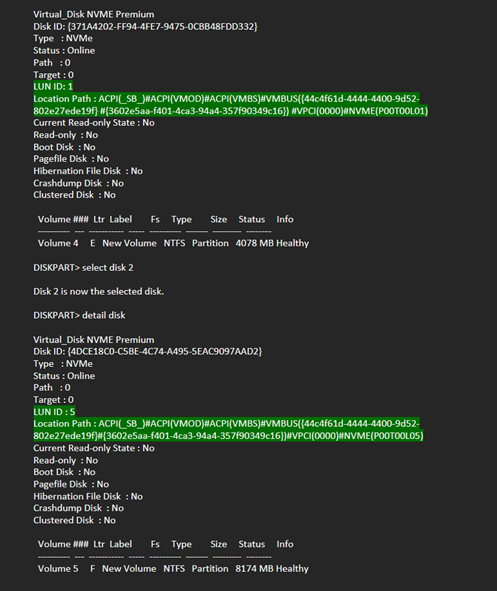 Virtual_Disk NVME Premium
Disk ID: {371A4202-FF94-4FE7-9475-0CBB48FDD332}
Type : NVMe
Status : Online
Path : 0
Target : 0
LUN ID: 1
Location Path : ACPI(_SB_)#ACPI(VMOD)#ACPI(VMBS)#VMBUS({44c4f61d-4444-4400-9d52-
802e27ede19f} #{3602e5aa-f401-4ca3-94a4-357f90349c16}) #VPCI(0000)#NVME(P00T00L01)
Current Read-only State : No
Read-only : No
Boot Disk : No
Pagefile Disk : No
Hibernation File Disk : No
Crashdump Disk : No
Clustered Disk : No
Volume ### Ltr Label Fs Type Size Status Info
---------- --- ----------- ----- ---------- ------- --------- --------
Volume 4 E New Volume NTFS Partition 4078 MB Healthy
DISKPART> select disk 2
Disk 2 is now the selected disk.
DISKPART> detail disk
Virtual_Disk NVME Premium
Disk ID: {4DCE18C0-C5BE-4C74-A495-5EAC9097AAD2}
Type : NVMe
Status : Online
Path : 0
Target : 0
LUN ID : 5
Location Path : ACPI(_SB_)#ACPI(VMOD)#ACPI(VMBS)#VMBUS({44c4f61d-4444-4400-9d52-
802e27ede19f}#{3602e5aa-f401-4ca3-94a4-357f90349c16}}#VPCI(0000)#NVME(P00T00L05)
Current Read-only State : No
Read-only : No
Boot Disk : No
Pagefile Disk : No
Hibernation File Disk : No
Crashdump Disk : No
Clustered Disk : No
Volume ### Ltr Label Fs Type Size Status Info
---------- --- ----------- ----- ---------- ------- --------- --------
Volume 5 F New Volume NTFS Partition 8174 MB Healthy